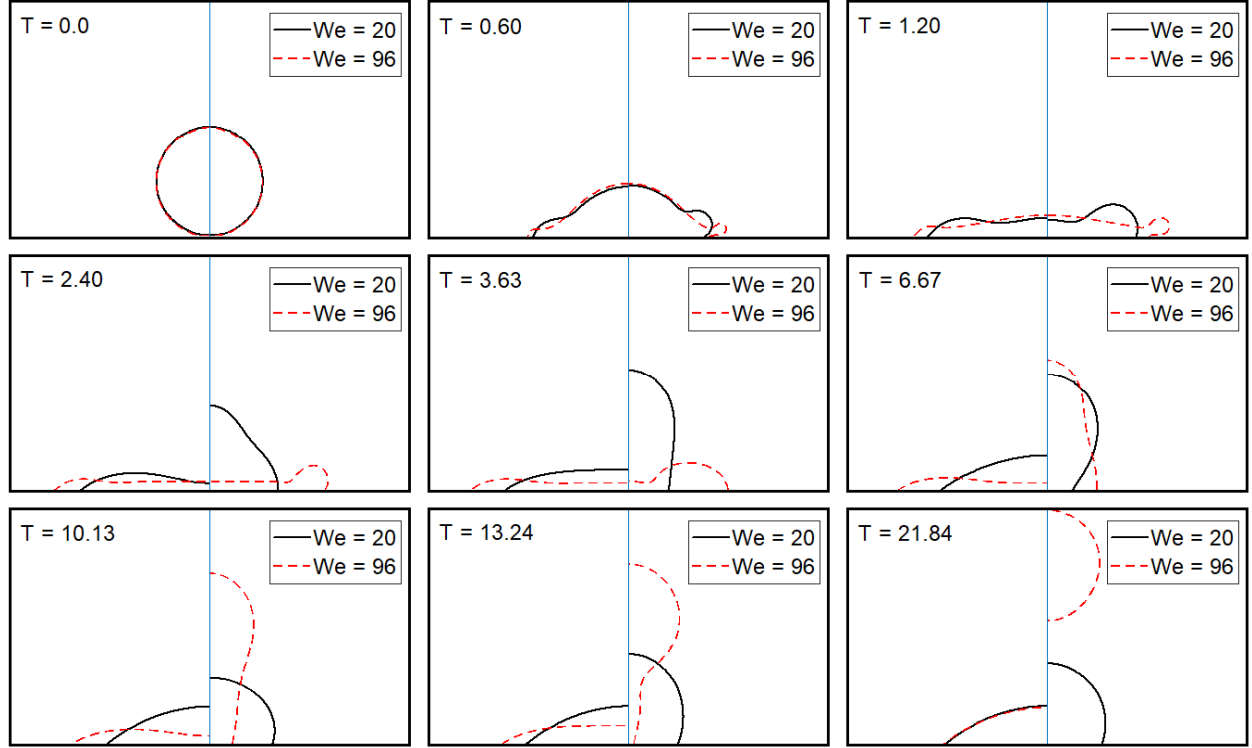 T = 0.0
We = 20
We = 96
T = 0.60
We = 20
We = 96
T = 1.20
We = 20
We = 96
T = 2.40
We = 20
We = 96
T = 3.63
We = 20
We = 96
T = 6.67
We = 20
We = 96
T = 10.13
We = 20
We = 96
T = 13.24
We = 20
We = 96
T = 21.84
We = 20
We = 96